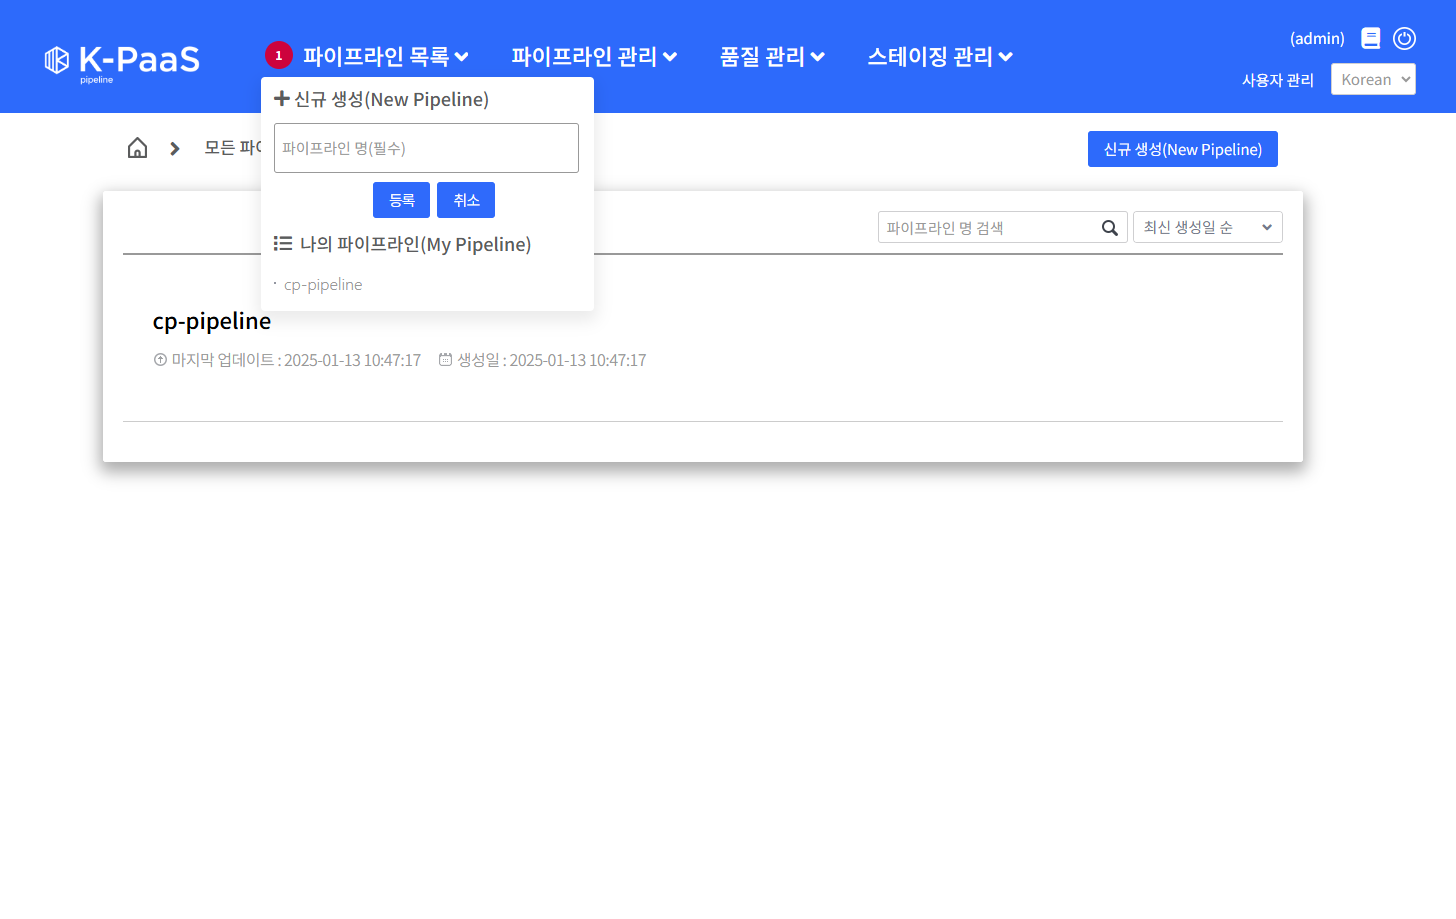 K-PaaS
pipeline
1 파이프라인 목록 파이프라인 관리 품질 관리 스테이징 관리
(admin)
사용자 관리 Korean
신규 생성(New Pipeline)
파이프라인 명(필수)
등록 취소
나의 파이프라인(My Pipeline)
· cp-pipeline
모든
신규 생성(New Pipeline)
파이프라인 명 검색 최신 생성일 순
cp-pipeline
마지막 업데이트 : 2025-01-13 10:47:17 생성일 : 2025-01-13 10:47:17